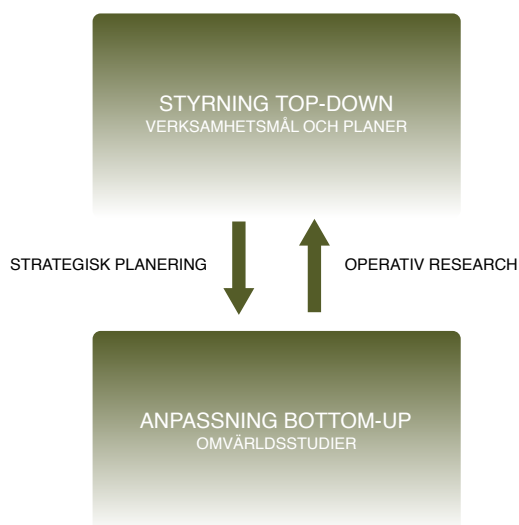 STYRNING TOP-DOWN
VERKSAMHETSMÅL OCH PLANER
STRATEGISK PLANERING
OPERATIV RESEARCH
ANPASSNING BOTTOM-UP
OMVÄRLDSSTUDIER